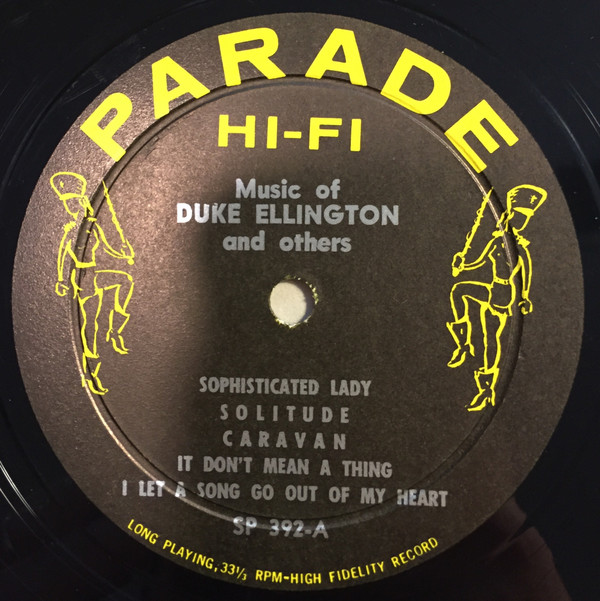 PARADE
HI-FI
Music of
DUKE ELLINGTON
and others
SOPHISTICATED LADY
SOLITUDE
CARAVAN
IT DON'T MEAN A THING
I LET A SONG GO OUT OF MY HEART
SP 392-A
LONG PLAYING, 33⅓ RPM-HIGH FIDELITY RECORD